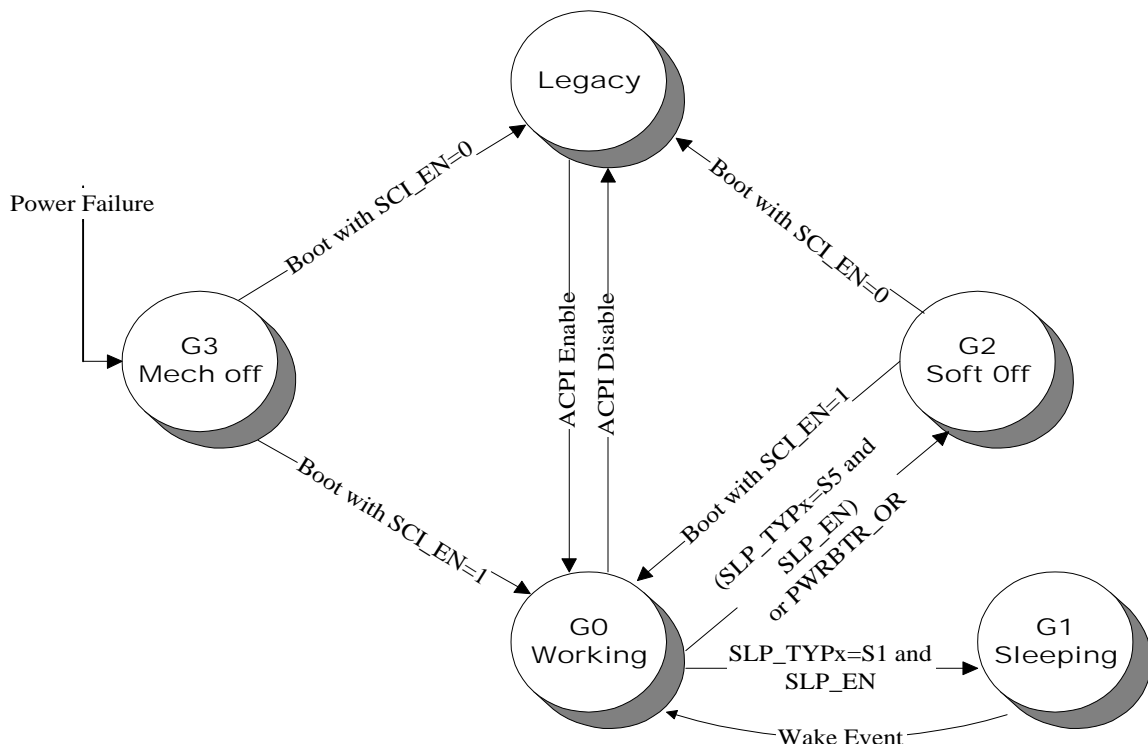 Legacy
Power Failure
Boot with SCI_EN=0
Boot with SCI_EN=0
G3
Mech off
ACPI Enable
ACPI Disable
G2
Soft Off
Boot with SCI_EN=1
Boot with SCI_EN=1
(SLP_TYPx=S5 and
SLP_EN)
or PWRBTR_OR
G0
Working
SLP_TYPx=S1 and
SLP_EN
G1
Sleeping
Wake Event